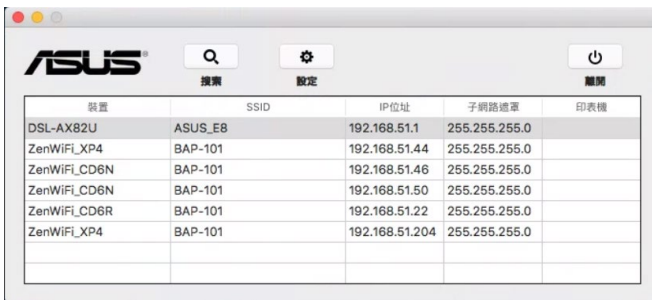 ASUS®
搜索 設定 離開
裝置 SSID IP位址 子網路遮罩 印表機
DSL-AX82U ASUS_E8 192.168.51.1 255.255.255.0
ZenWiFi_XP4 BAP-101 192.168.51.44 255.255.255.0
ZenWiFi_CD6N BAP-101 192.168.51.46 255.255.255.0
ZenWiFi_CD6N BAP-101 192.168.51.50 255.255.255.0
ZenWiFi_CD6R BAP-101 192.168.51.22 255.255.255.0
ZenWiFi_XP4 BAP-101 192.168.51.204 255.255.255.0